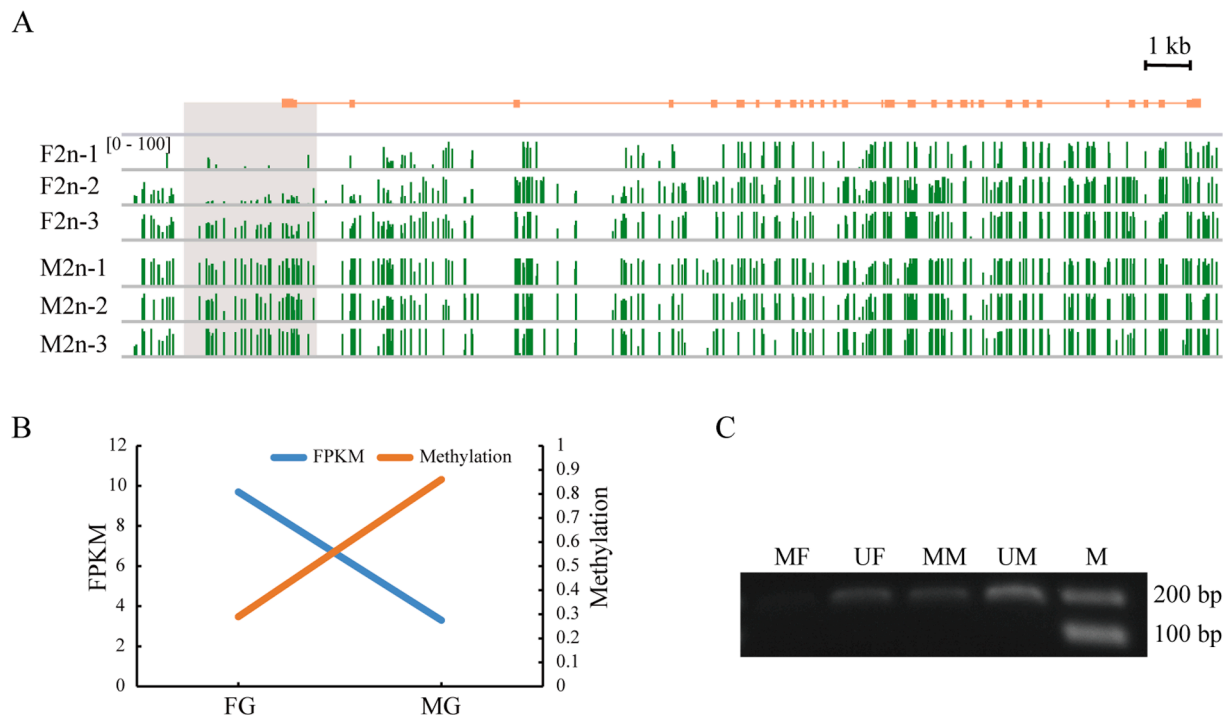 A
1 kb
[0 - 100]
F2n-1
F2n-2
F2n-3
M2n-1
M2n-2
M2n-3
B
12
10
8
6
4
2
0
FPKM
FPKM
Methylation
1
0.9
0.8
0.7
0.6
0.5
0.4
0.3
0.2
0.1
0
Methylation
FG
MG
C
MF UF MM UM M
200 bp
100 bp